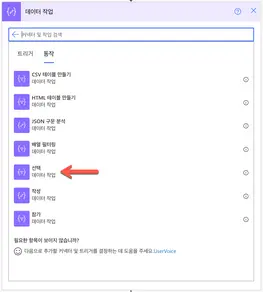 데이터 작업
커넥터 및 작업 검색
트리거
동작
CSV 테이블 만들기
데이터 작업
HTML 테이블 만들기
데이터 작업
JSON 구문 분석
데이터 작업
배열 필터링
데이터 작업
선택
데이터 작업
작성
데이터 작업
참가
데이터 작업
필요한 항목이 보이지 않습니까?
다음으로 추가할 커넥터 및 트리거를 결정하는 데 도움을 주세요.UserVoice